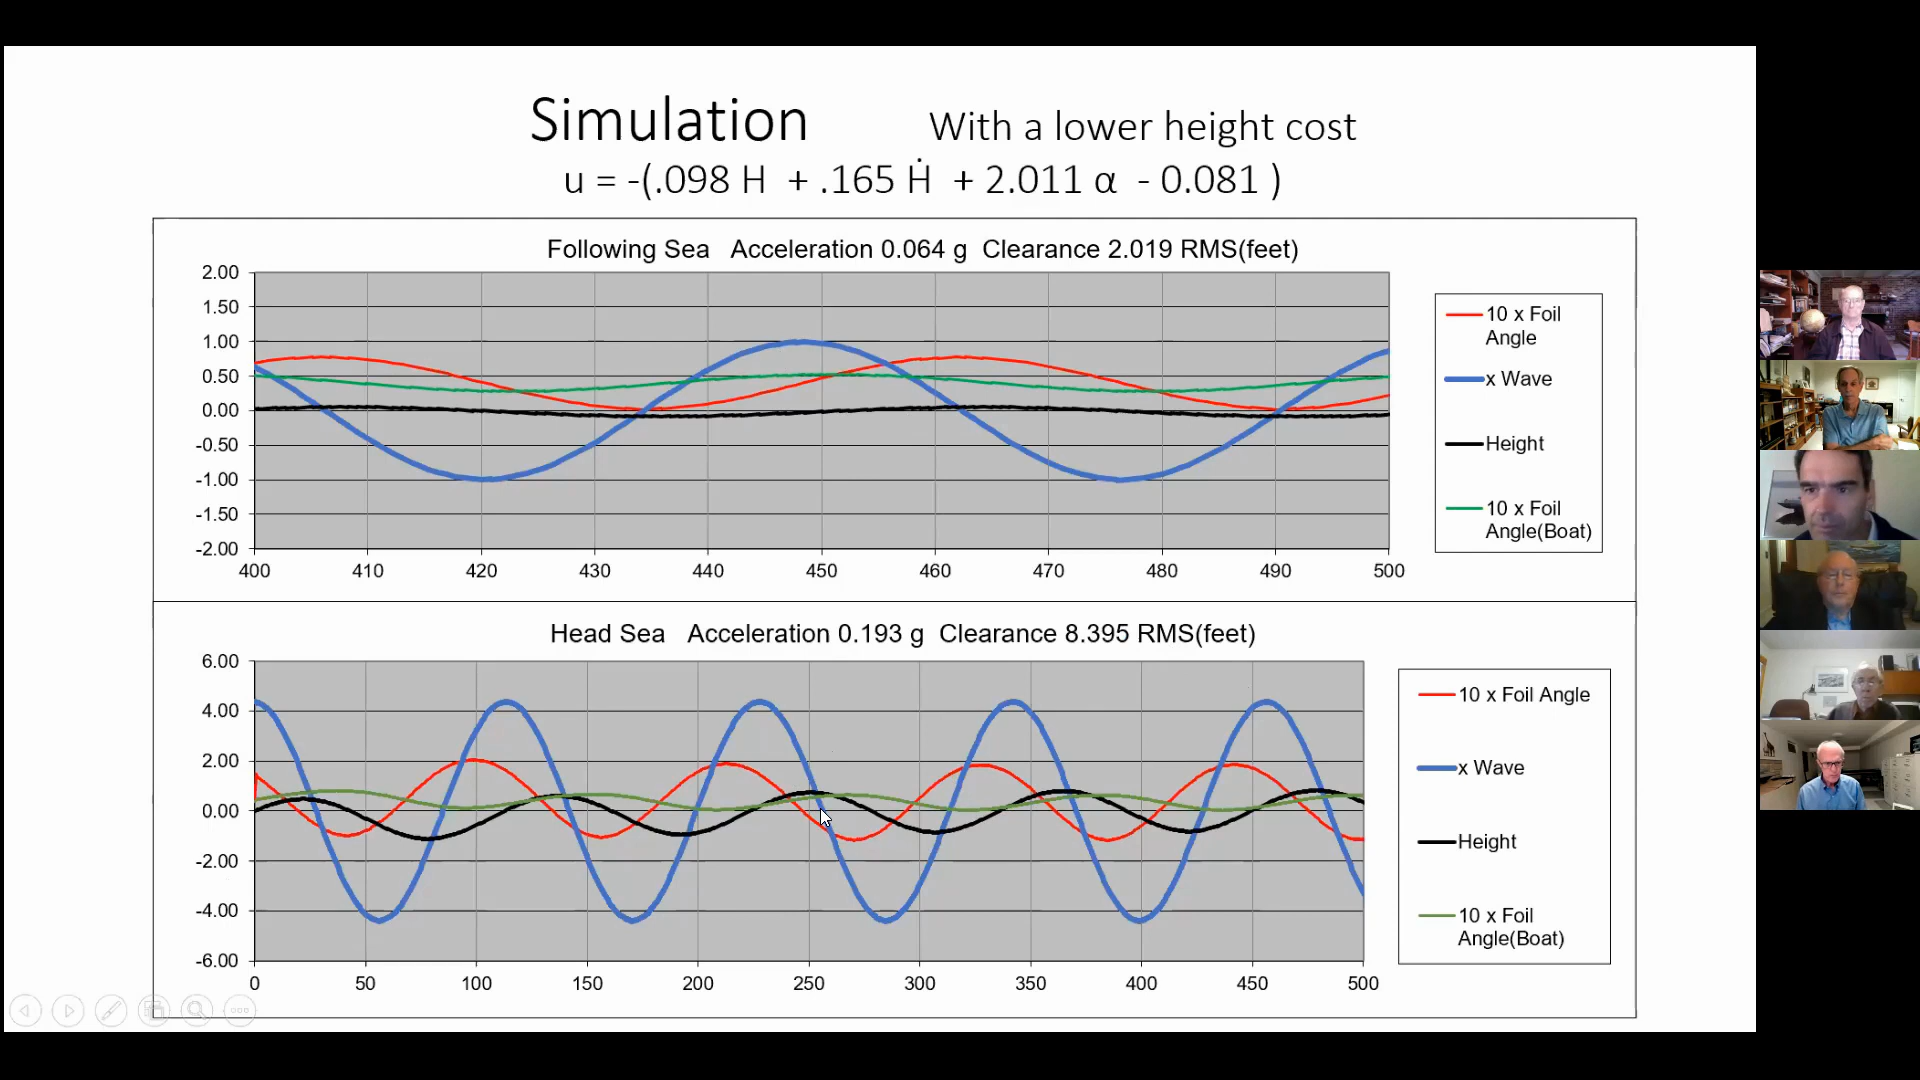 Simulation With a lower height cost
u = -(.098 H + .165 Ḣ + 2.011 α - 0.081 )
Following Sea Acceleration 0.064 g Clearance 2.019 RMS(feet)
2.00
1.50
1.00
0.50
0.00
-0.50
-1.00
-1.50
-2.00
400 410 420 430 440 450 460 470 480 490 500
10 x Foil
Angle
x Wave
Height
10 x Foil
Angle(Boat)
Head Sea Acceleration 0.193 g Clearance 8.395 RMS(feet)
6.00
4.00
2.00
0.00
-2.00
-4.00
-6.00
0 50 100 150 200 250 300 350 400 450 500
10 x Foil Angle
x Wave
Height
10 x Foil
Angle(Boat)